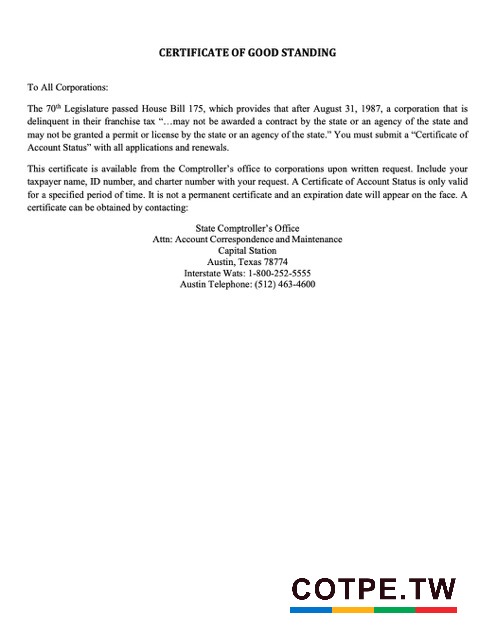 CERTIFICATE OF GOOD STANDING
To All Corporations:
The 70th Legislature passed House Bill 175, which provides that after August 31, 1987, a corporation that is
delinquent in their franchise tax “…may not be awarded a contract by the state or an agency of the state and
may not be granted a permit or license by the state or an agency of the state.” You must submit a “Certificate of
Account Status” with all applications and renewals.
This certificate is available from the Comptroller’s office to corporations upon written request. Include your
taxpayer name, ID number, and charter number with your request. A Certificate of Account Status is only valid
for a specified period of time. It is not a permanent certificate and an expiration date will appear on the face. A
certificate can be obtained by contacting:
State Comptroller’s Office
Attn: Account Correspondence and Maintenance
Capital Station
Austin, Texas 78774
Interstate Wats: 1-800-252-5555
Austin Telephone: (512) 463-4600
COTPE.TW